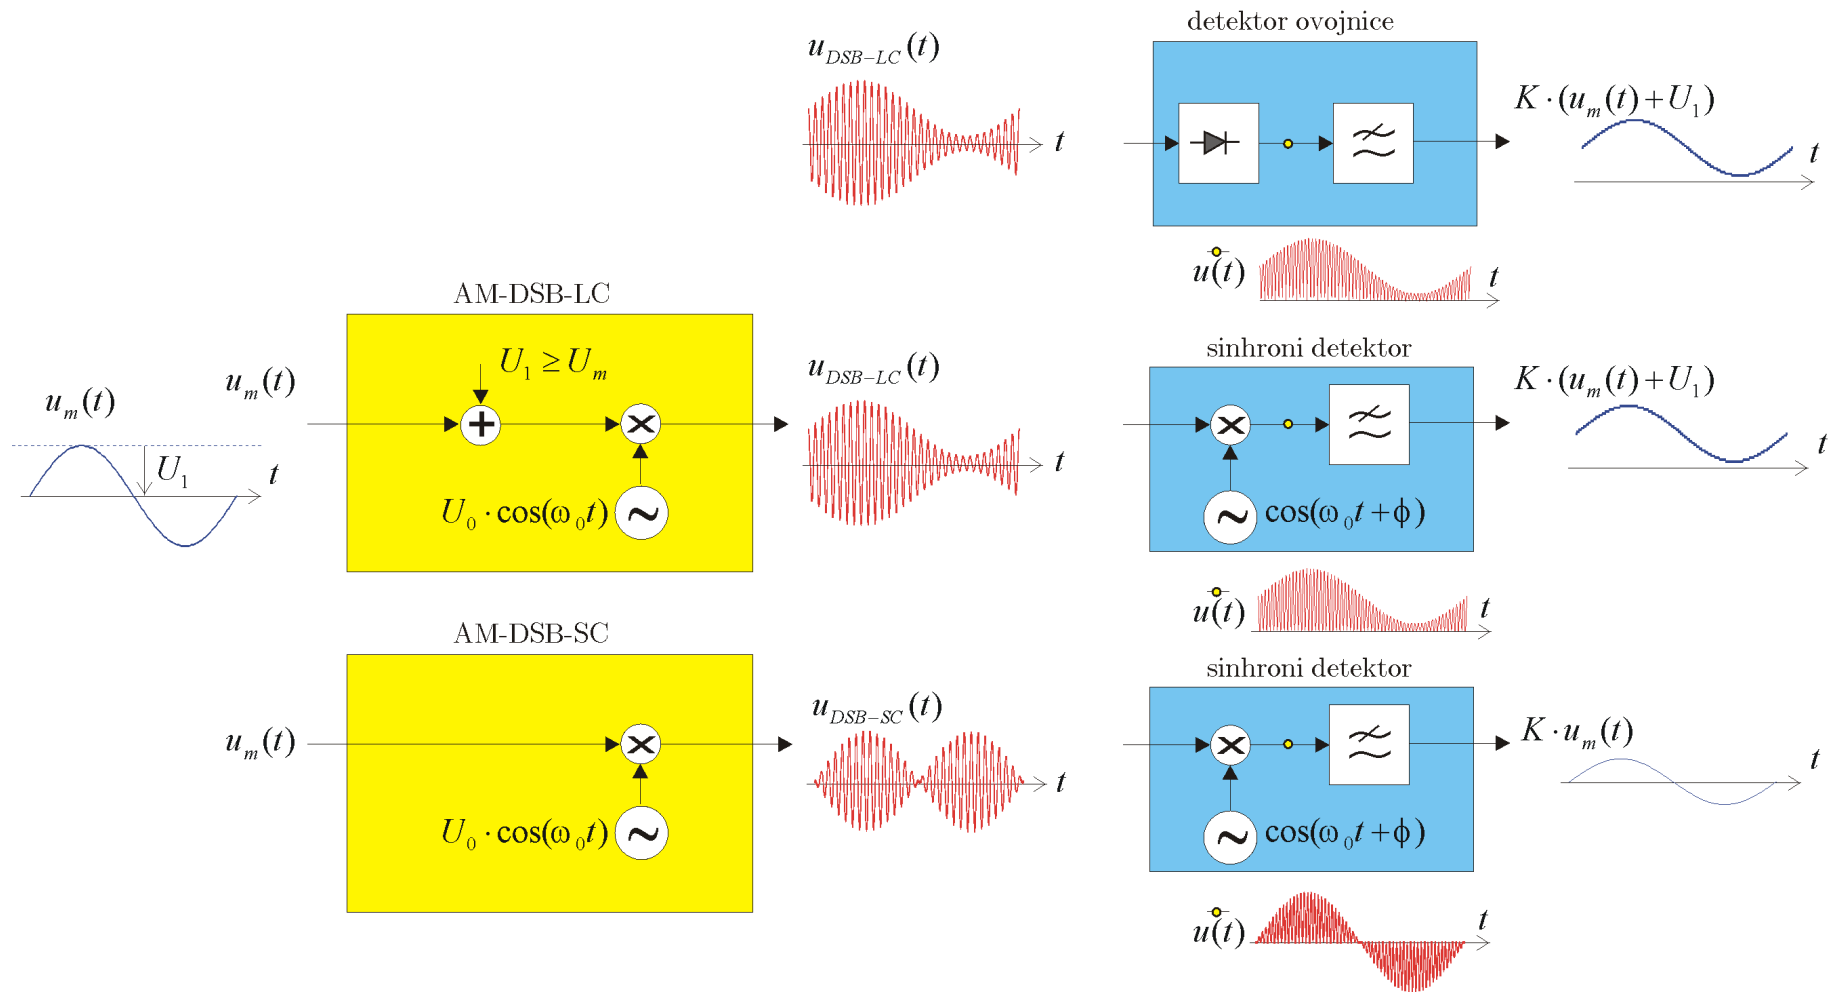 detektor ovojnice
u_DSB−LC(t)
t
K·(u_m(t)+U_1)
t
u(t)
t
AM-DSB-LC
U_1 ≥ U_m
u_m(t)
U_0·cos(ω_0t)
u_m(t)
U_1
t
u_DSB−LC(t)
t
sinhroni detektor
cos(ω_0t+ϕ)
K·(u_m(t)+U_1)
t
u(t)
t
AM-DSB-SC
u_m(t)
U_0·cos(ω_0t)
u_DSB−SC(t)
t
sinhroni detektor
cos(ω_0t+ϕ)
K·u_m(t)
t
u(t)
t